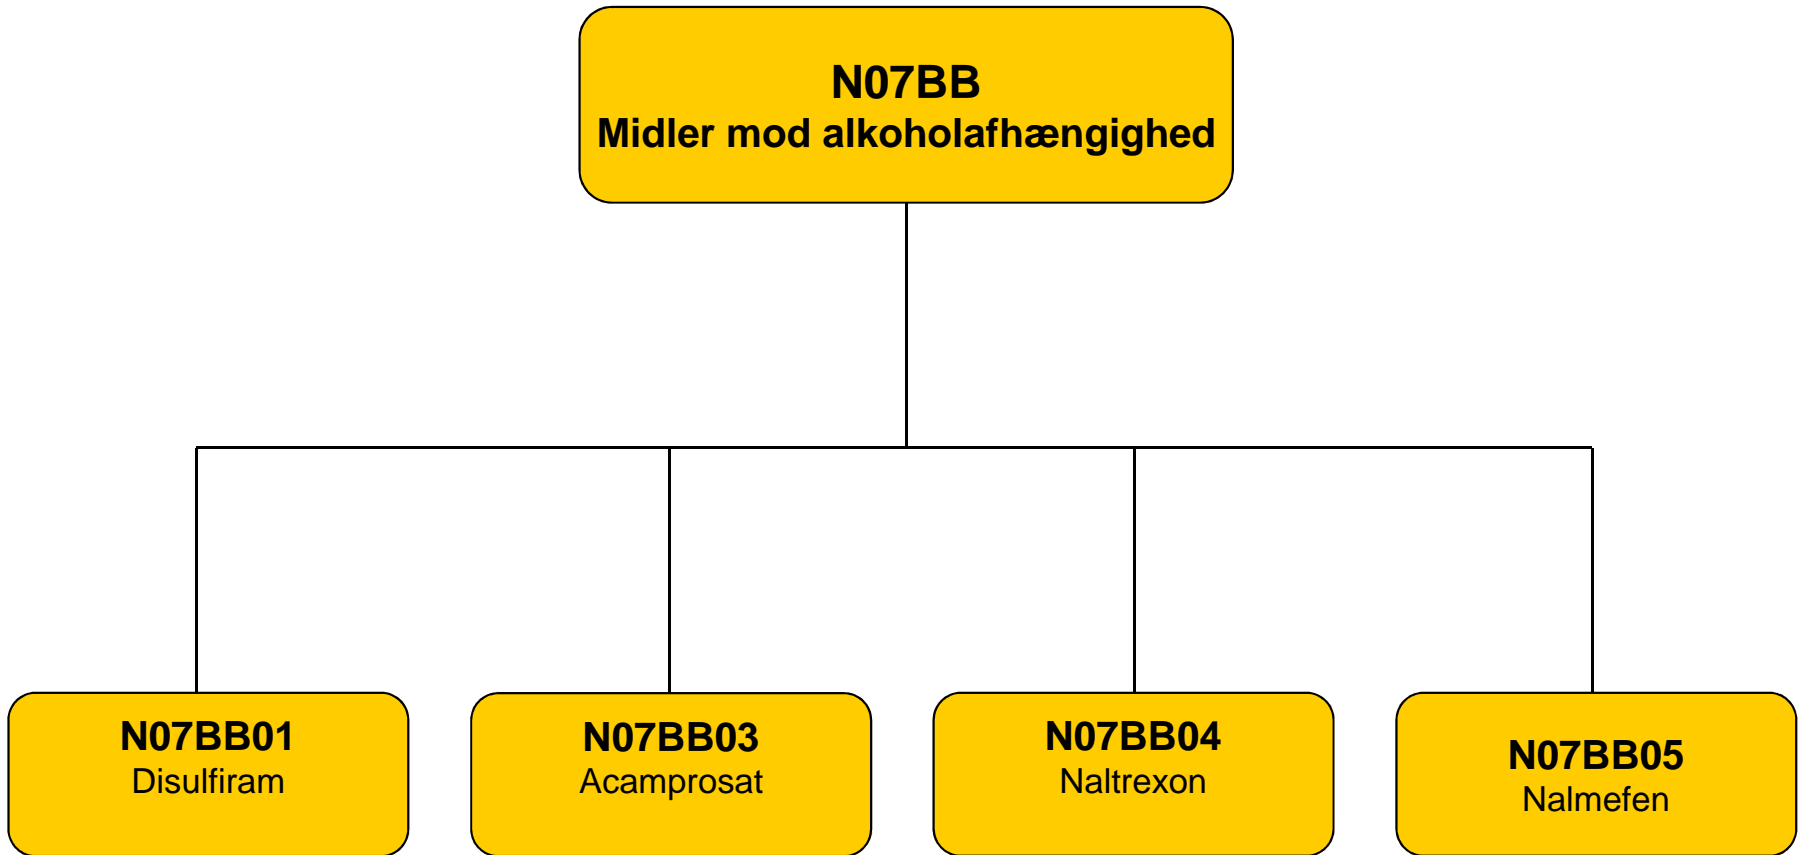 N07BB
Midler mod alkoholafhængighed
N07BB01
Disulfiram
N07BB03
Acamprosat
N07BB04
Naltrexon
N07BB05
Nalmefen